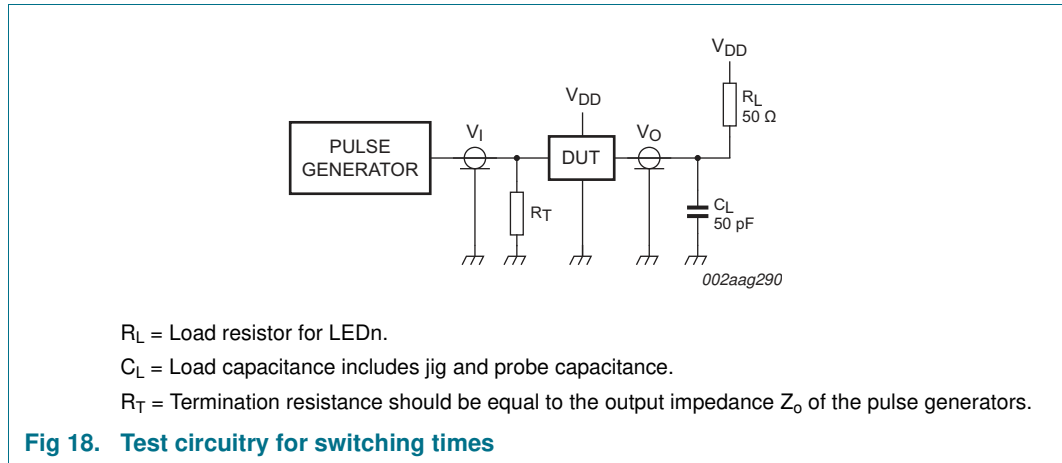 VDD
RL
50 Ω
VDD
PULSE
GENERATOR
VI
DUT
VO
RT
CL
50 pF
002aag290
RL = Load resistor for LEDn.
CL = Load capacitance includes jig and probe capacitance.
RT = Termination resistance should be equal to the output impedance Zo of the pulse generators.
Fig 18. Test circuitry for switching times